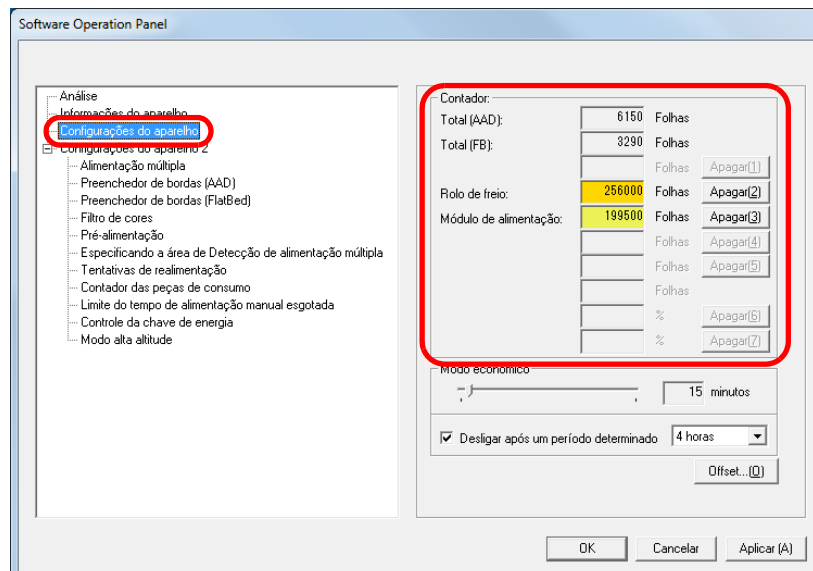 Software Operation Panel
Análise
Informações do aparelho
Configurações do aparelho
Configurações do aparelho 2
Alimentação múltipla
Preenchedor de bordas (AAD)
Preenchedor de bordas (FlatBed)
Filtro de cores
Pré-alimentação
Especificando a área de Detecção de alimentação múltipla
Tentativas de realimentação
Contador das peças de consumo
Limite do tempo de alimentação manual esgotada
Controle da chave de energia
Modo alta altitude
Contador:
Total (AAD): 6150 Folhas
Total (FB): 3290 Folhas
Folhas Apagar(1)
Rolo de freio: 256000 Folhas Apagar(2)
Módulo de alimentação: 199500 Folhas Apagar(3)
Folhas Apagar(4)
Folhas Apagar(5)
Folhas
% Apagar(6)
% Apagar(7)
Modo econômico
15 minutos
Desligar após um período determinado 4 horas
Offset...(O)
OK Cancelar Aplicar (A)